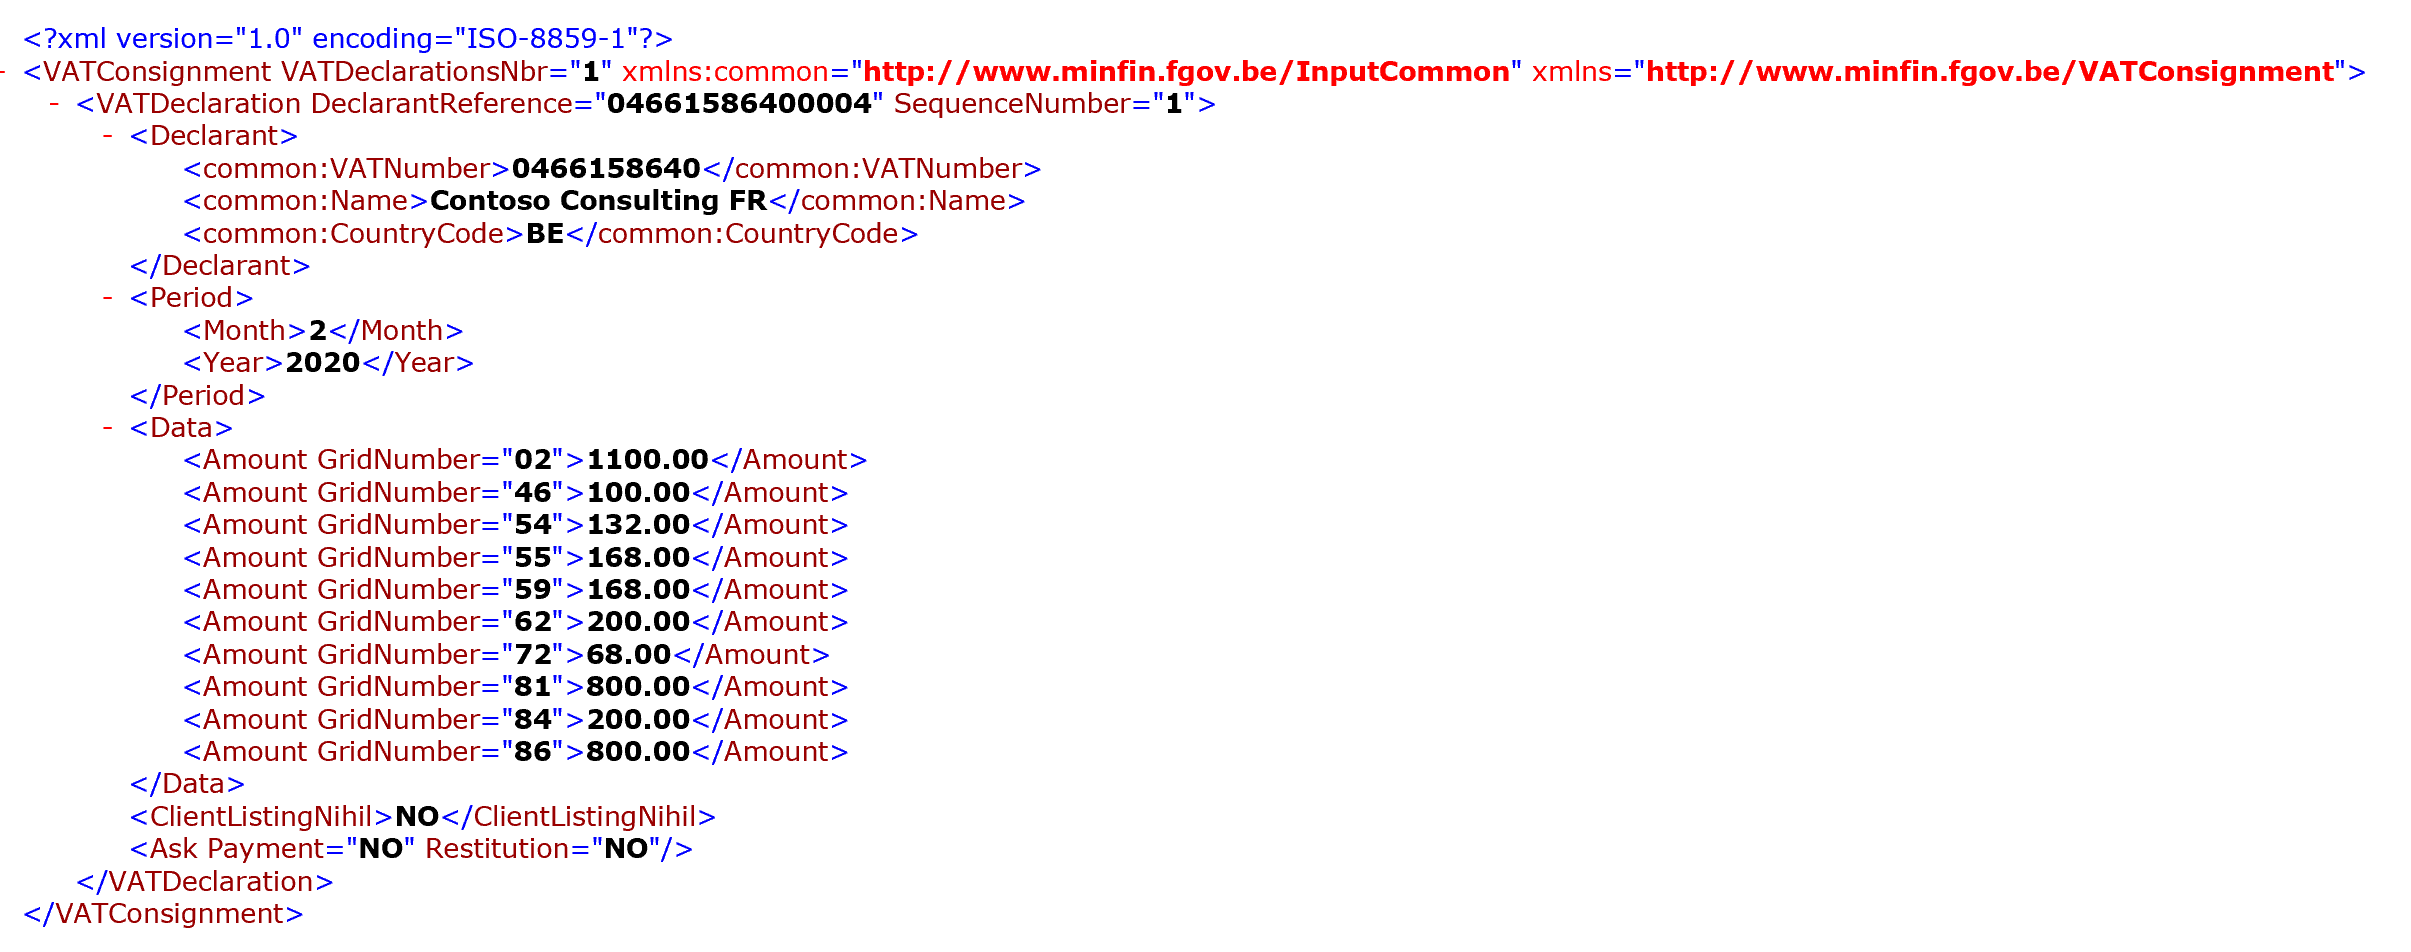 <?xml version="1.0" encoding="ISO-8859-1"?>
- <VATConsignment VATDeclarationsNbr="1" xmlns:common="http://www.minfin.fgov.be/InputCommon" xmlns="http://www.minfin.fgov.be/VATConsignment">
- <VATDeclaration DeclarantReference="04661586400004" SequenceNumber="1">
- <Declarant>
<common:VATNumber>0466158640</common:VATNumber>
<common:Name>Contoso Consulting FR</common:Name>
<common:CountryCode>BE</common:CountryCode>
</Declarant>
- <Period>
<Month>2</Month>
<Year>2020</Year>
</Period>
- <Data>
<Amount GridNumber="02">1100.00</Amount>
<Amount GridNumber="46">100.00</Amount>
<Amount GridNumber="54">132.00</Amount>
<Amount GridNumber="55">168.00</Amount>
<Amount GridNumber="59">168.00</Amount>
<Amount GridNumber="62">200.00</Amount>
<Amount GridNumber="72">68.00</Amount>
<Amount GridNumber="81">800.00</Amount>
<Amount GridNumber="84">200.00</Amount>
<Amount GridNumber="86">800.00</Amount>
</Data>
<ClientListingNihil>NO</ClientListingNihil>
<Ask Payment="NO" Restitution="NO"/>
</VATDeclaration>
</VATConsignment>